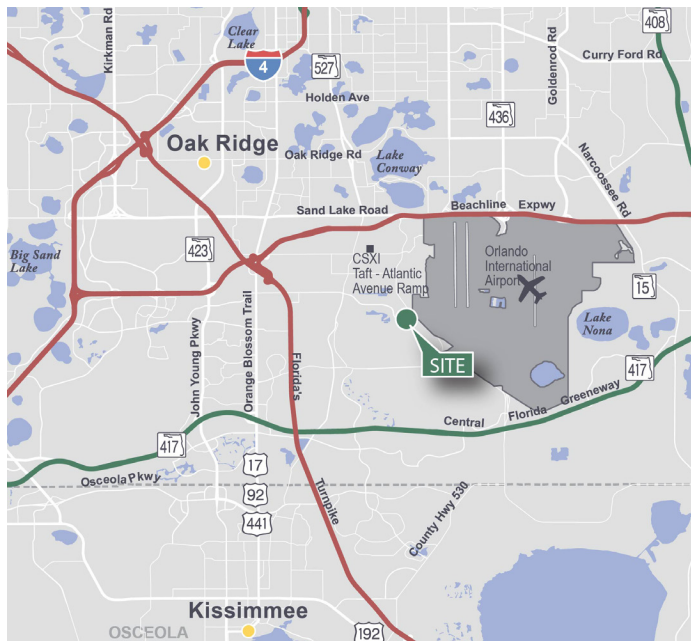 Kirkman Rd
Clear
Lake
4
527
408
Goldenrod Rd
Curry Ford Rd
Holden Ave
436
Oak Ridge
Oak Ridge Rd
Lake
Conway
Narcoossee Rd
Beachline Expwy
Sand Lake Road
423
Big Sand
Lake
CSXI
Taft - Atlantic
Avenue Ramp
Orlando
International
Airport
15
Lake
Nona
SITE
John Young Pkwy
Orange Blossom Trail
Florida's
417
Central Florida Greeneway
417
Osceola Pkwy
17
92
441
Turnpike
County Hwy 530
Kissimmee
OSCEOLA
192